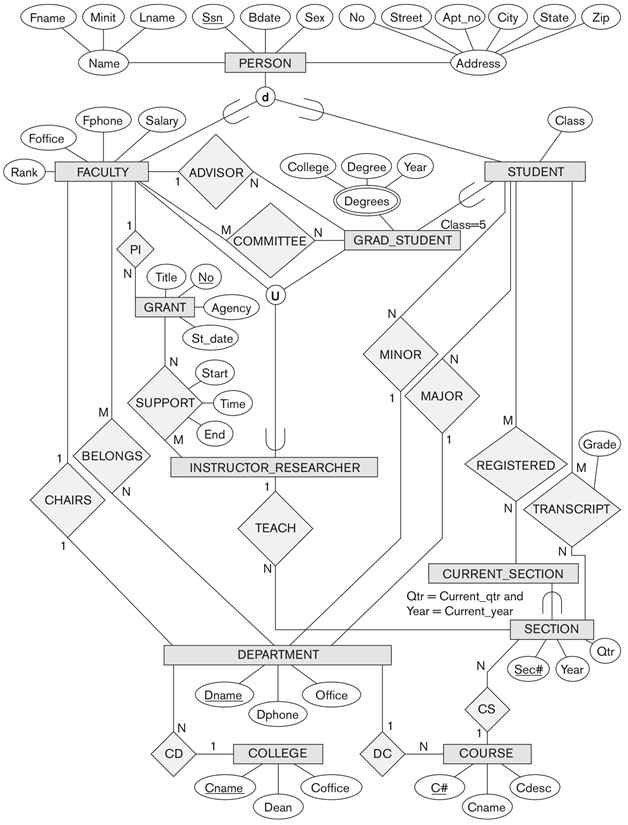 Fname Minit Lname Ssn Bdate Sex No Street Apt_no City State Zip
Name PERSON Address
d
Fphone Salary Class
Foffice
Rank FACULTY ADVISOR College Degree Year STUDENT
1 N
Degrees
M COMMITTEE N GRAD_STUDENT Class=5
1
PI
N
Title No U
GRANT Agency
St_date N
MINOR N
N Start MAJOR
SUPPORT Time 1
End
M BELONGS M 1 M Grade
1 INSTRUCTOR_RESEARCHER REGISTERED M
CHAIRS N 1 TRANSCRIPT
1 TEACH N N
N CURRENT_SECTION
Qtr = Current_qtr and
Year = Current_year
SECTION
DEPARTMENT Qtr
N Sec# Year
Dname Office
Dphone CS
N 1 1
CD 1 COLLEGE DC N COURSE
Cname Coffice C# Cdesc
Dean Cname